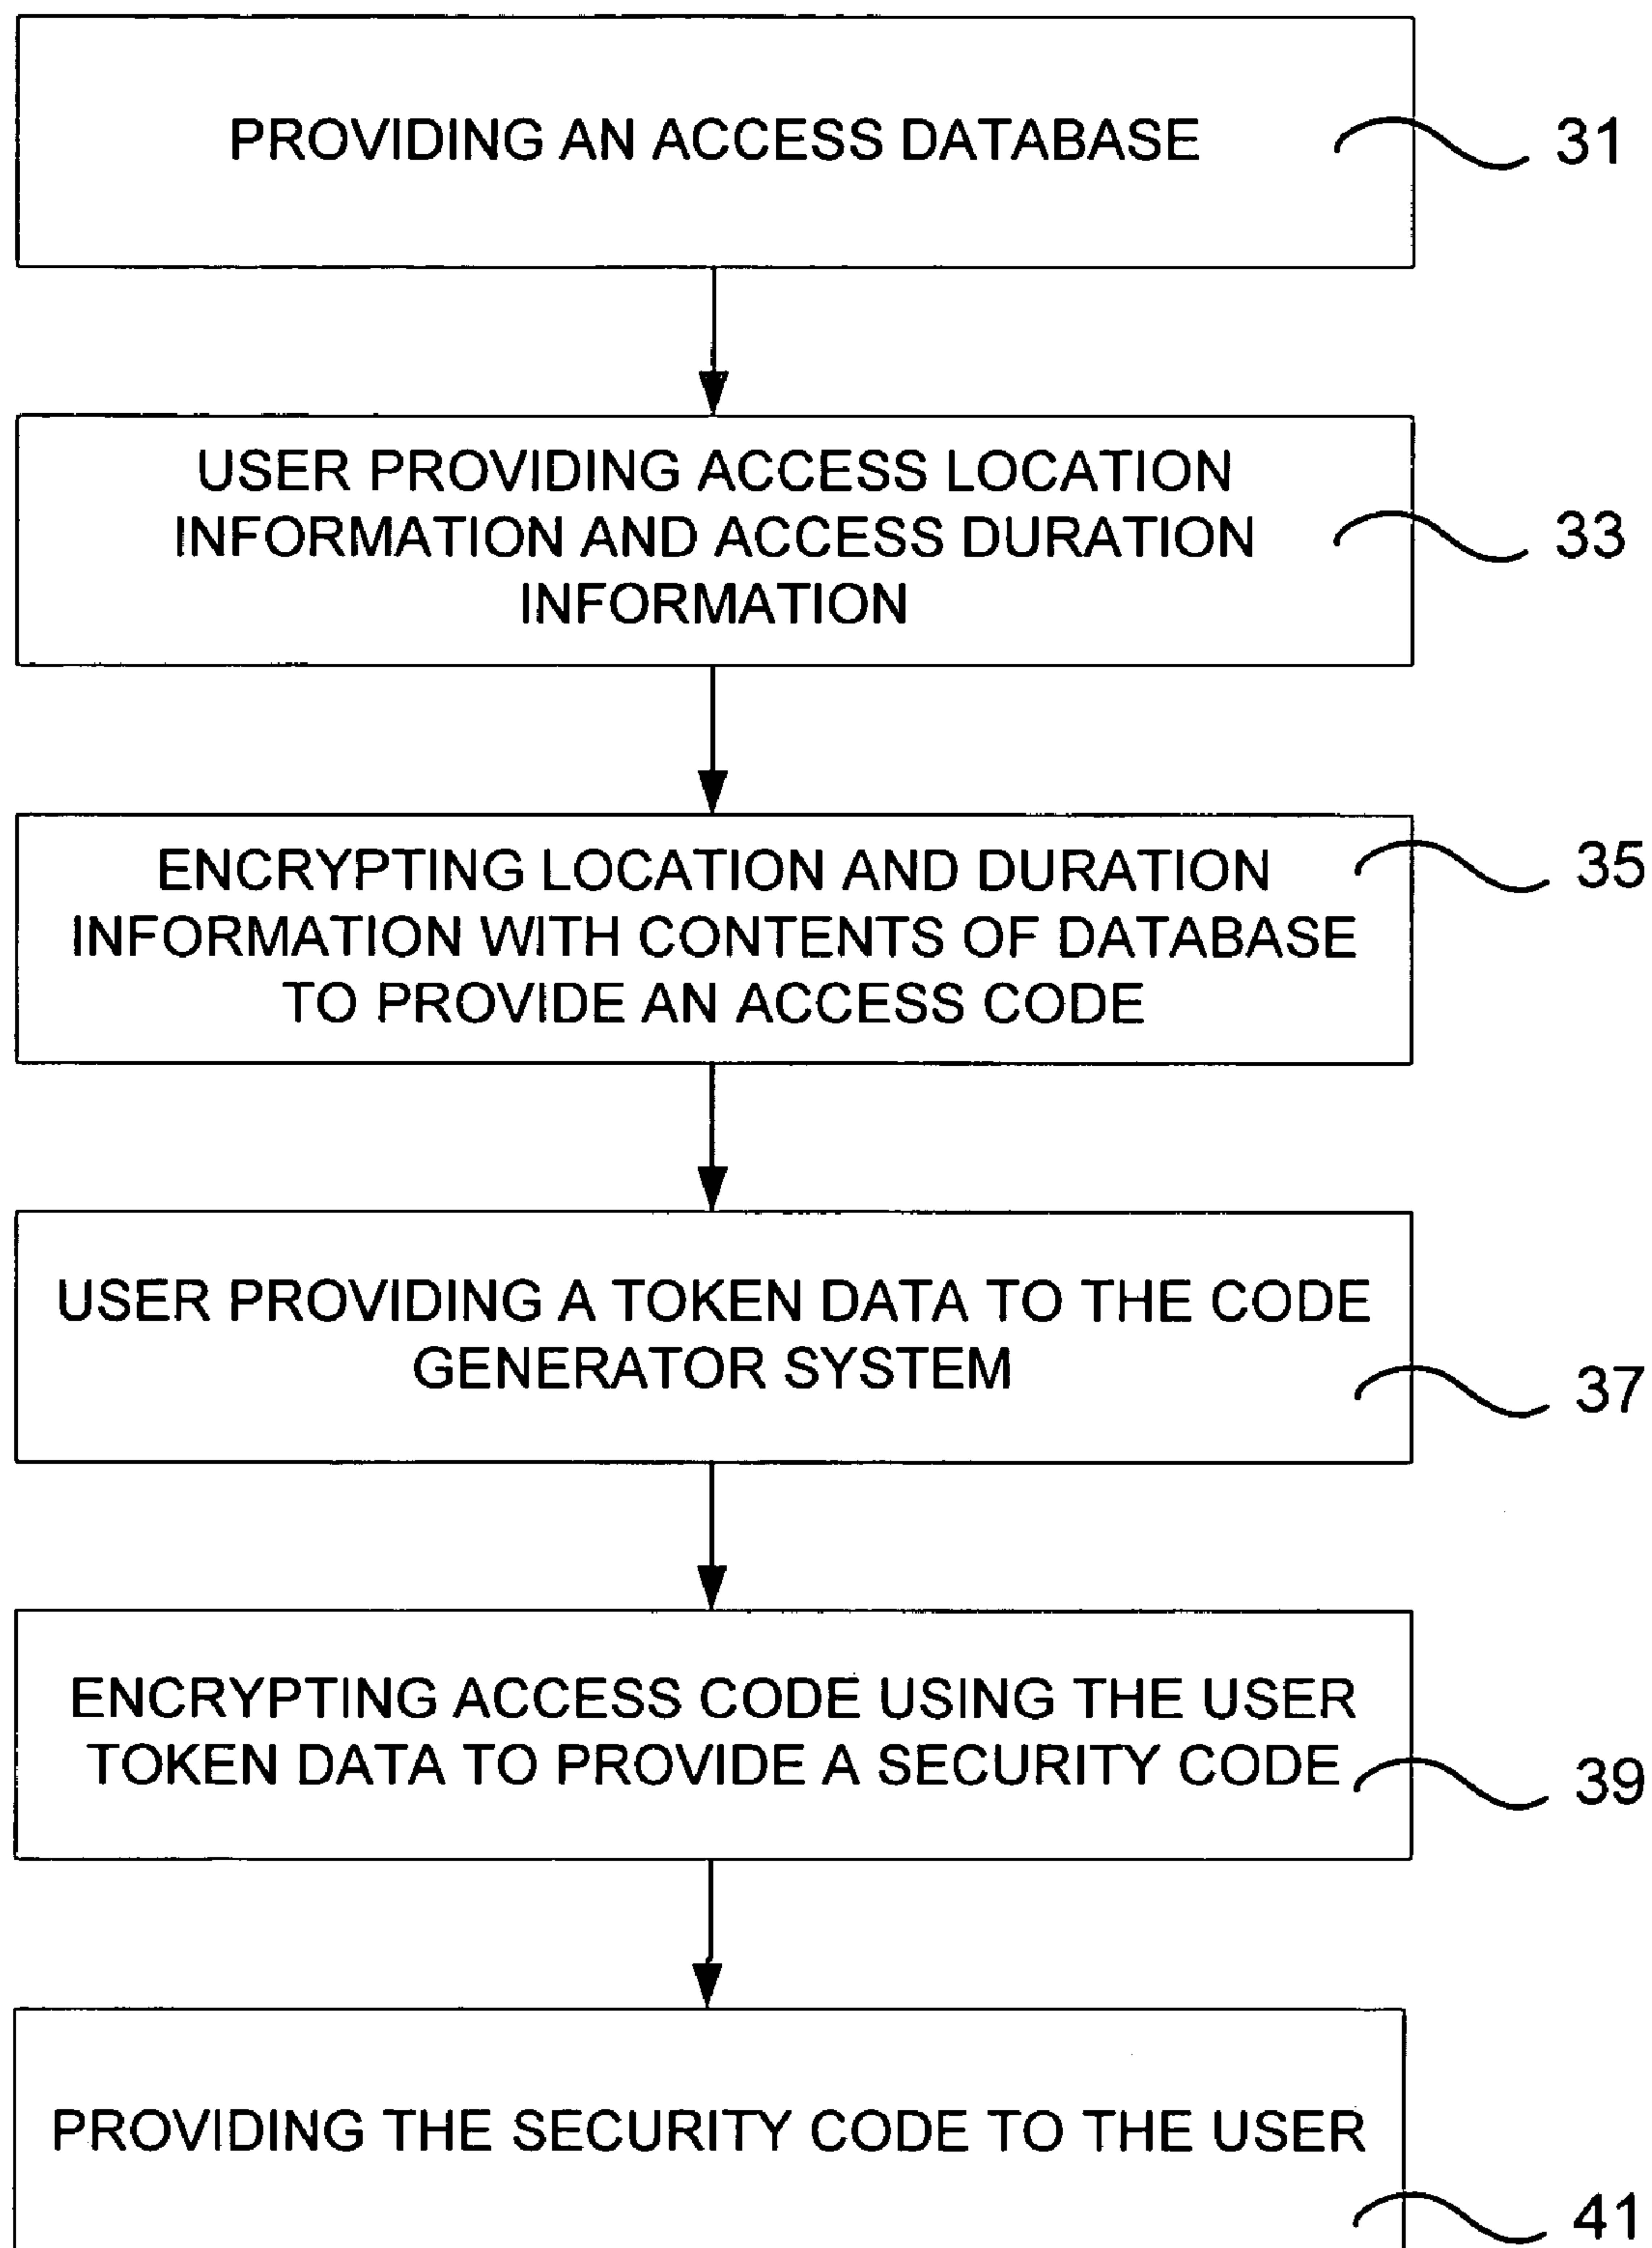 PROVIDING AN ACCESS DATABASE
31
USER PROVIDING ACCESS LOCATION
INFORMATION AND ACCESS DURATION
INFORMATION
33
ENCRYPTING LOCATION AND DURATION
INFORMATION WITH CONTENTS OF DATABASE
TO PROVIDE AN ACCESS CODE
35
USER PROVIDING A TOKEN DATA TO THE CODE
GENERATOR SYSTEM
37
ENCRYPTING ACCESS CODE USING THE USER
TOKEN DATA TO PROVIDE A SECURITY CODE
39
PROVIDING THE SECURITY CODE TO THE USER
41